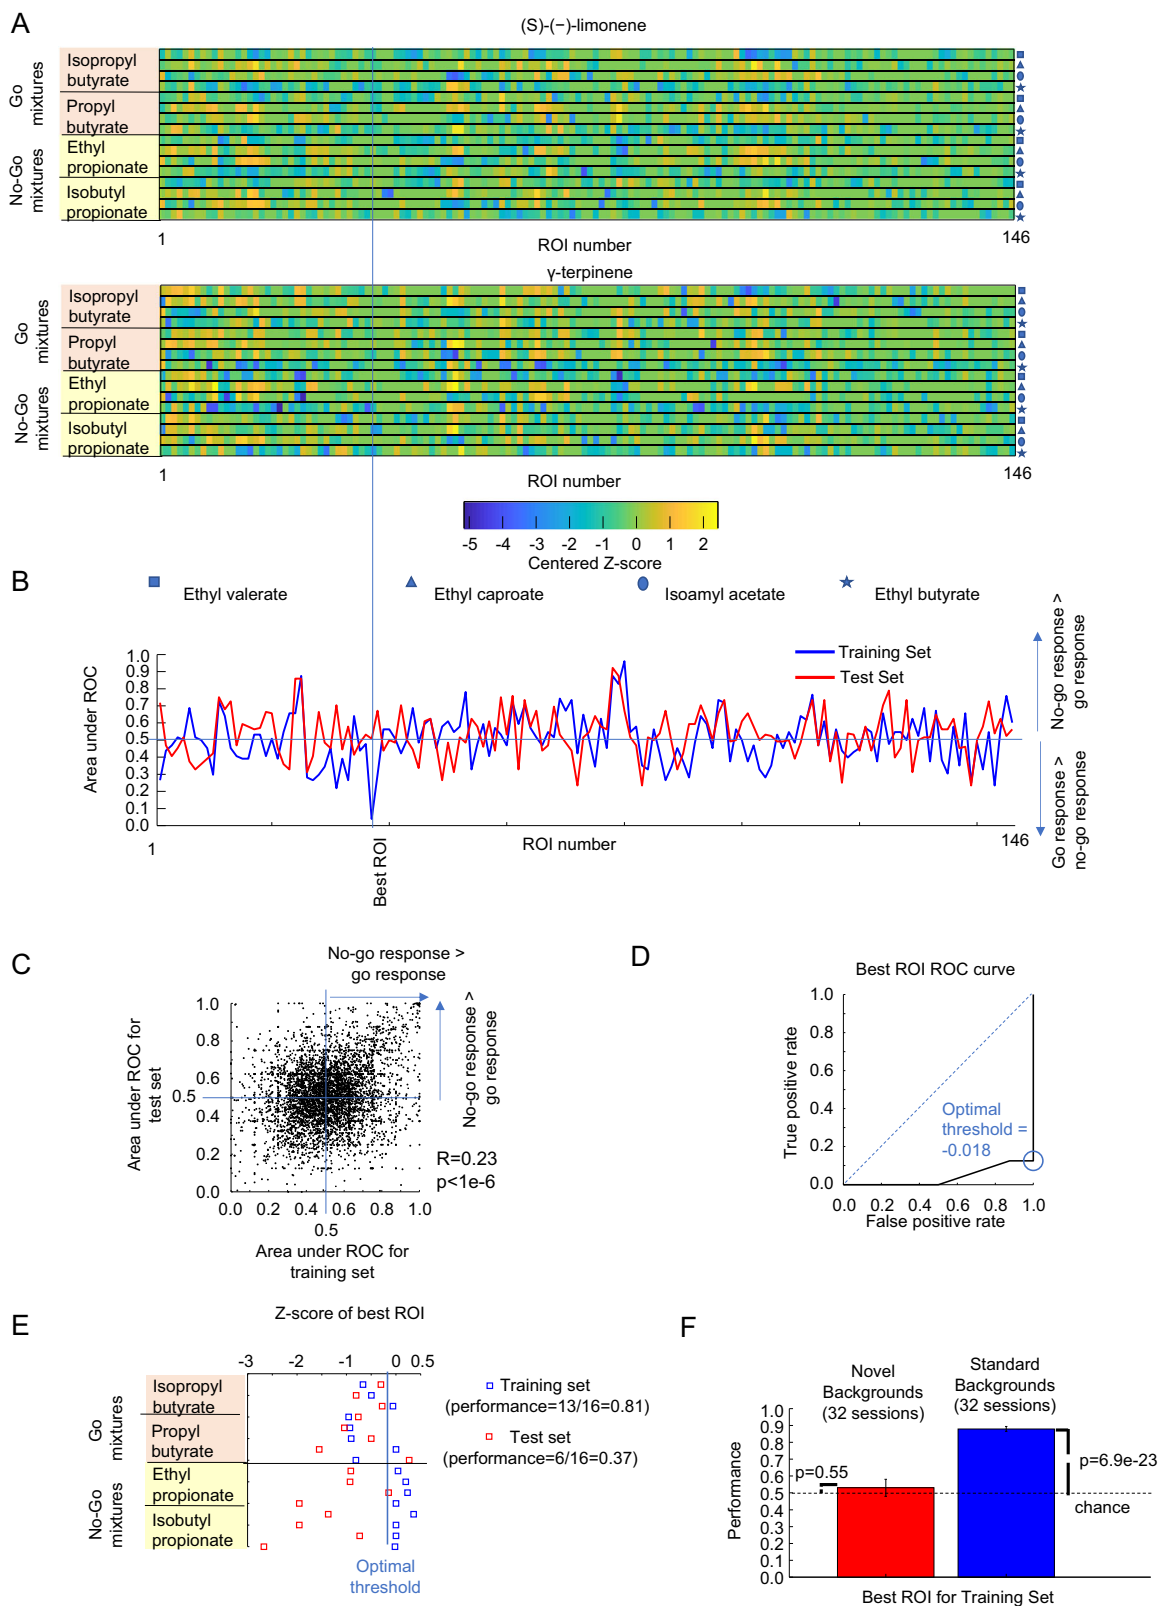 A
(S)-(−)-limonene
Go
mixtures
No-Go
mixtures
Isopropyl
butyrate
Propyl
butyrate
Ethyl
propionate
Isobutyl
propionate
1
ROI number
146
γ-terpinene
Go
mixtures
No-Go
mixtures
Isopropyl
butyrate
Propyl
butyrate
Ethyl
propionate
Isobutyl
propionate
1
ROI number
146
-5 -4 -3 -2 -1 0 1 2
Centered Z-score
B
Ethyl valerate
Ethyl caproate
Isoamyl acetate
Ethyl butyrate
Training Set
Test Set
Area under ROC
1.0
0.9
0.8
0.7
0.6
0.5
0.4
0.3
0.2
0.1
0.0
1
ROI number
146
Best ROI
No-go response >
go response
Go response >
no-go response
C
No-go response >
go response
No-go response >
go response
Area under ROC for
test set
1.0
0.8
0.6
0.5
0.4
0.2
0.0
0.0 0.2 0.4 0.6 0.8 1.0
0.5
Area under ROC for
training set
R=0.23
p<1e-6
D
Best ROI ROC curve
True positive rate
1.0
0.8
0.6
0.4
0.2
0.0
0.0 0.2 0.4 0.6 0.8 1.0
False positive rate
Optimal
threshold =
-0.018
E
Z-score of best ROI
-3 -2 -1 0 0.5
Go
mixtures
No-Go
mixtures
Isopropyl
butyrate
Propyl
butyrate
Ethyl
propionate
Isobutyl
propionate
Training set
(performance=13/16=0.81)
Test set
(performance=6/16=0.37)
Optimal
threshold
F
Novel
Backgrounds
(32 sessions)
Standard
Backgrounds
(32 sessions)
Performance
1.0
0.9
0.8
0.7
0.6
0.5
0.4
0.3
0.2
0.1
0.0
p=0.55
p=6.9e-23
chance
Best ROI for Training Set